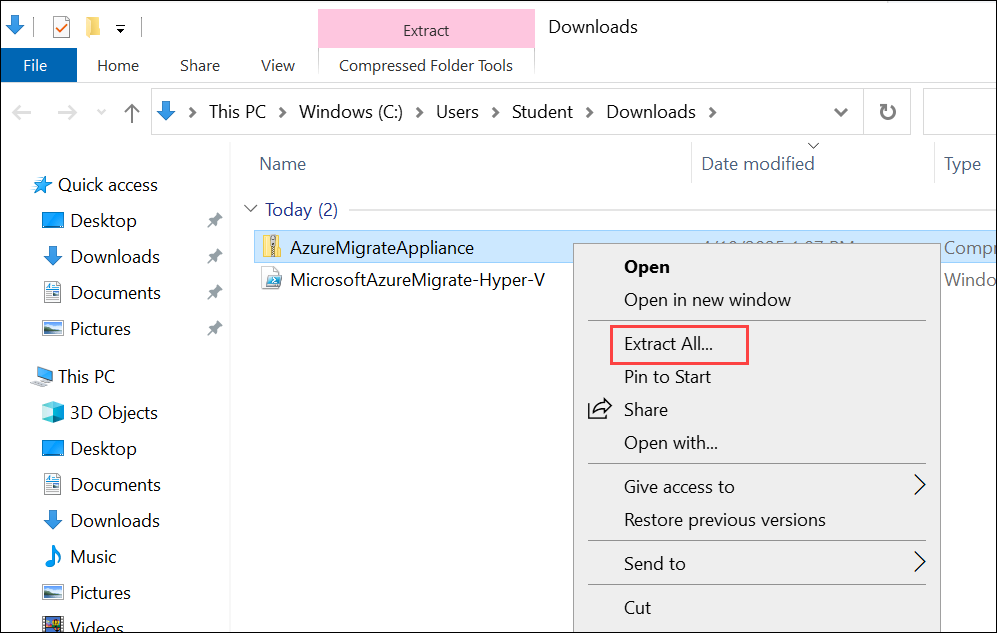 Extract
Downloads
File
Home
Share
View
Compressed Folder Tools
This PC
Windows (C:)
Users
Student
Downloads
Name
Date modified
Type
Quick access
Desktop
Downloads
Documents
Pictures
This PC
3D Objects
Desktop
Documents
Downloads
Music
Pictures
Videos
Today (2)
AzureMigrateAppliance
Compr
MicrosoftAzureMigrate-Hyper-V
Windo
Open
Open in new window
Extract All...
Pin to Start
Share
Open with...
Give access to
Restore previous versions
Send to
Cut